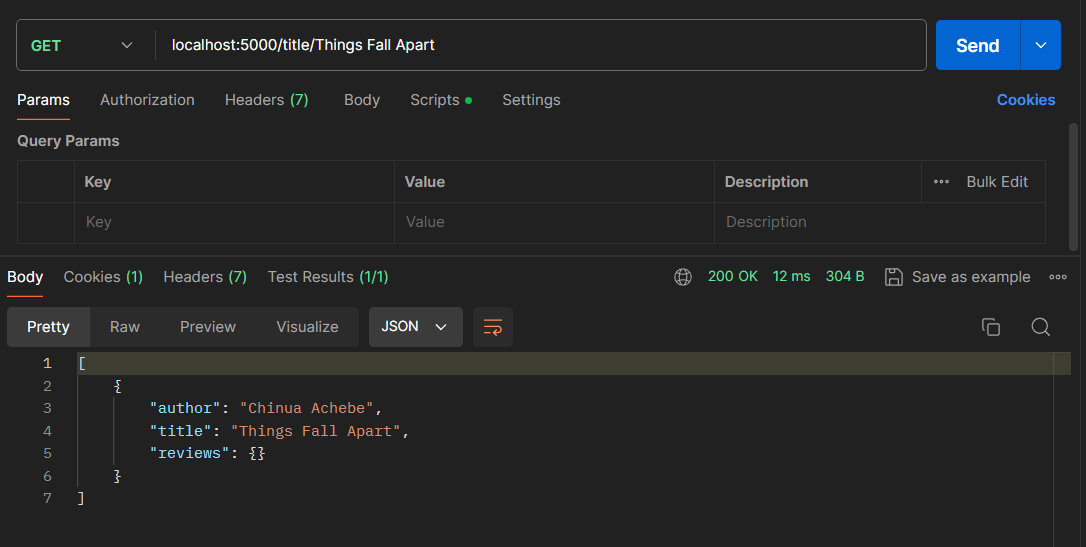 GET localhost:5000/title/Things Fall Apart Send
Params Authorization Headers (7) Body Scripts Settings Cookies
Query Params
Key Value Description ••• Bulk Edit
Key Value Description
Body Cookies (1) Headers (7) Test Results (1/1) 200 OK 12 ms 304 B Save as example •••
Pretty Raw Preview Visualize JSON
1 [
2 {
3 "author": "Chinua Achebe",
4 "title": "Things Fall Apart",
5 "reviews": {}
6 }
7 ]